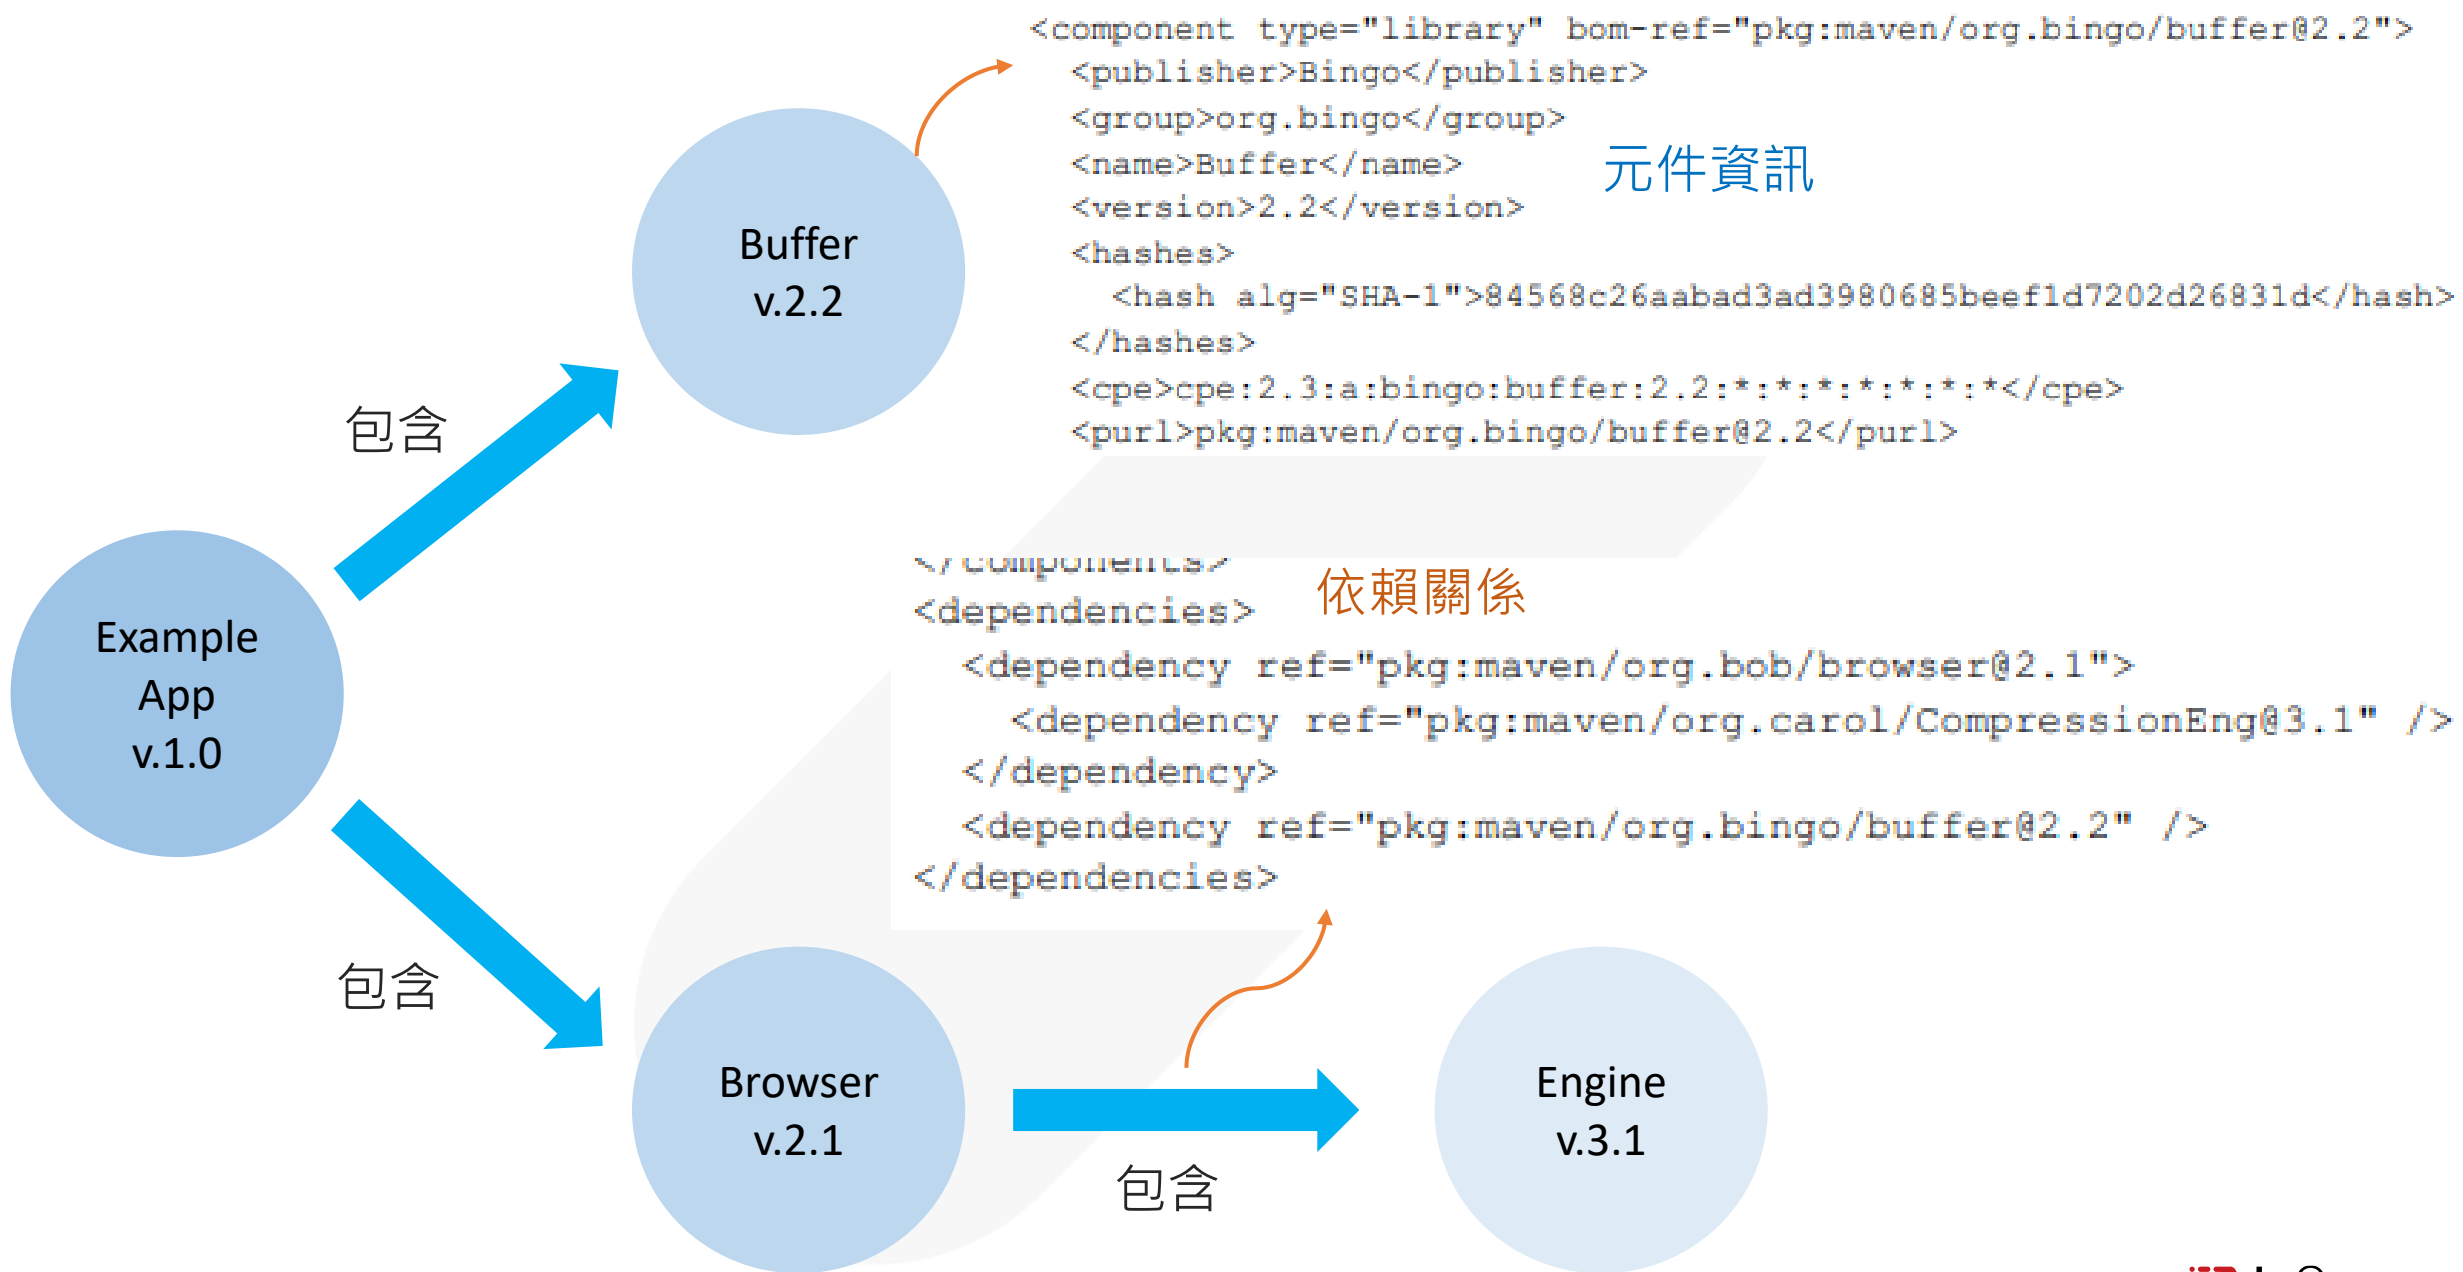 <component type="library" bom-ref="pkg:maven/org.bingo/buffer@2.2">
<publisher>Bingo</publisher>
<group>org.bingo</group>
<name>Buffer</name>
元件資訊
<version>2.2</version>
<hashes>
<hash alg="SHA-1">84568c26aabad3ad3980685beef1d7202d26831d</hash>
</hashes>
<cpe>cpe:2.3:a:bingo:buffer:2.2:*:*:*:*:*:*:*</cpe>
<purl>pkg:maven/org.bingo/buffer@2.2</purl>
Buffer
v.2.2
包含
Example
App
v.1.0
</components>
依賴關係
<dependencies>
<dependency ref="pkg:maven/org.bob/browser@2.1">
<dependency ref="pkg:maven/org.carol/CompressionEng@3.1" />
</dependency>
<dependency ref="pkg:maven/org.bingo/buffer@2.2" />
</dependencies>
包含
Browser
v.2.1
包含
Engine
v.3.1